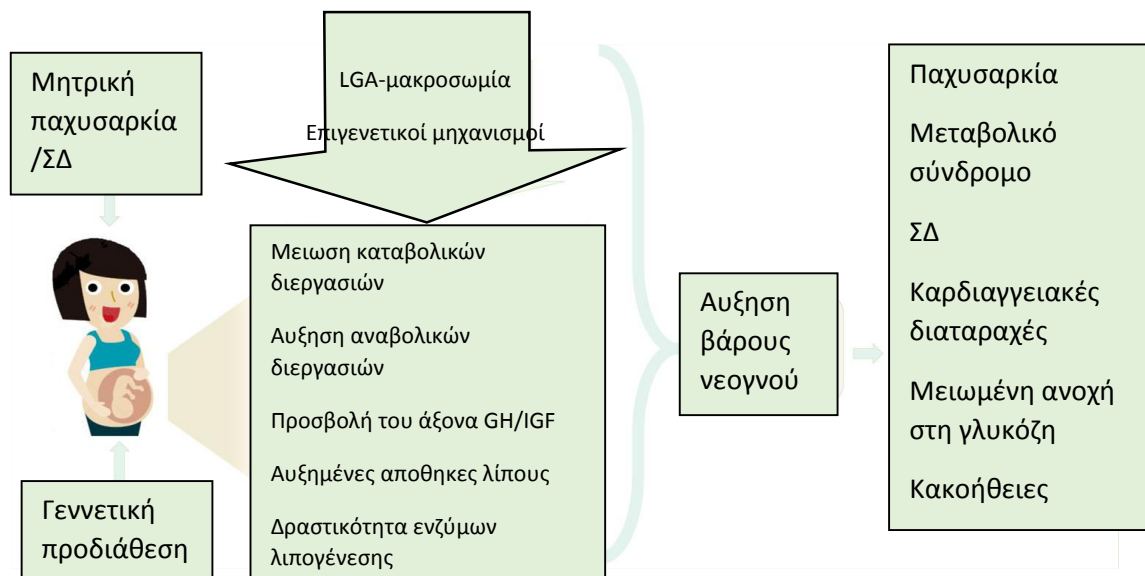 Μητρική
παχυσαρκία
/ΣΔ
Γεννετική
προδιάθεση
LGA-μακροσωμία
Επιγενετικοί μηχανισμοί
Μειωση καταβολικών
διεργασιών
Αυξηση αναβολικών
διεργασιών
Προσβολή του άξονα GH/IGF
Αυξημένες αποθηκες λίπους
Δραστικότητα ενζύμων
λιπογένεσης
Αυξηση
βάρους
νεογνού
Παχυσαρκία
Μεταβολικό
σύνδρομο
ΣΔ
Καρδιαγγειακές
διαταραχές
Μειωμένη ανοχή
στη γλυκόζη
Κακοήθειες